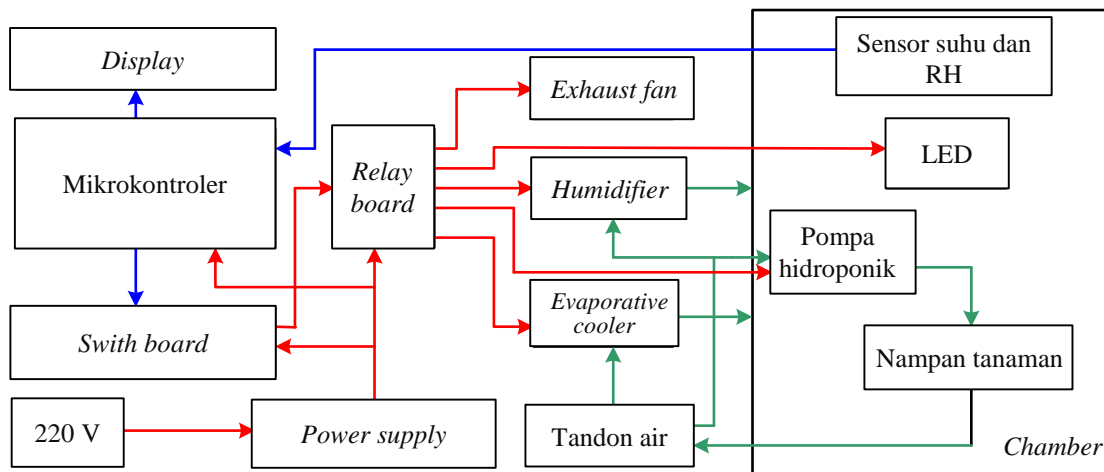 Display
Sensor suhu dan
RH
Exhaust fan
Mikrokontroler
Relay
board
LED
Humidifier
Pompa
hidroponik
Evaporative
cooler
Swith board
Nampan tanaman
220 V
Power supply
Tandon air
Chamber